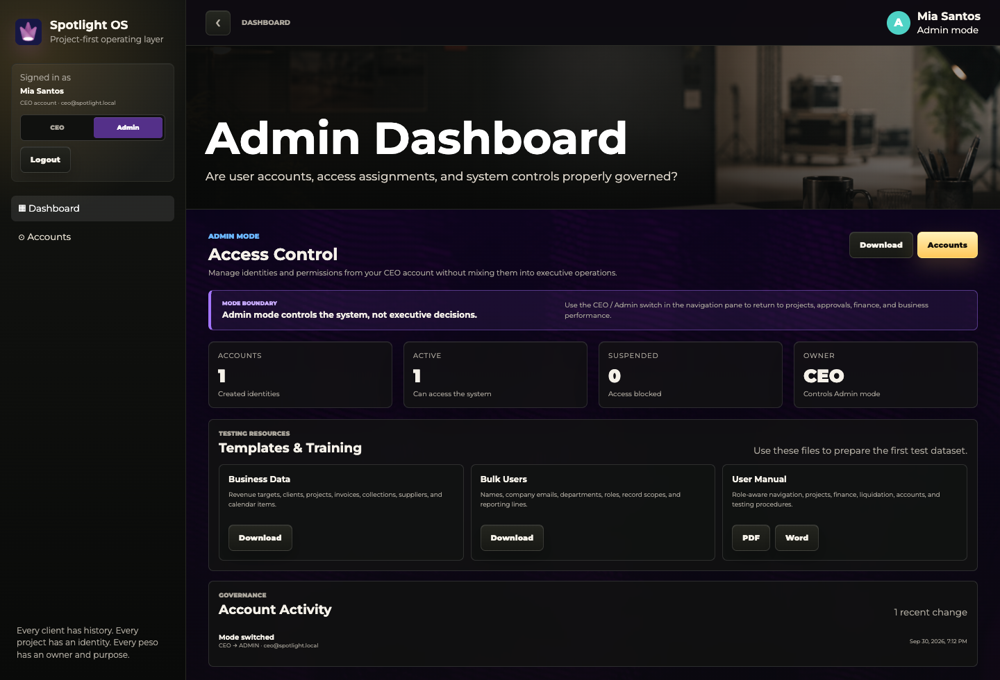 Spotlight OS
Project-first operating layer
Signed in as
Mia Santos
CEO account · ceo@spotlight.local
CEO
Admin
Logout
Dashboard
Accounts
Every client has history. Every
project has an identity. Every peso
has an owner and purpose.
DASHBOARD
A
Mia Santos
Admin mode
Admin Dashboard
Are user accounts, access assignments, and system controls properly governed?
ADMIN MODE
Access Control
Manage identities and permissions from your CEO account without mixing them into executive operations.
Download
Accounts
MODE BOUNDARY
Admin mode controls the system, not executive decisions.
Use the CEO / Admin switch in the navigation pane to return to projects, approvals, finance, and business
performance.
ACCOUNTS
1
Created identities
ACTIVE
1
Can access the system
SUSPENDED
0
Access blocked
OWNER
CEO
Controls Admin mode
TESTING RESOURCES
Templates & Training
Use these files to prepare the first test dataset.
Business Data
Revenue targets, clients, projects, invoices, collections, suppliers, and
calendar items.
Download
Bulk Users
Names, company emails, departments, roles, record scopes, and
reporting lines.
Download
User Manual
Role-aware navigation, projects, finance, liquidation, accounts, and
testing procedures.
PDF
Word
GOVERNANCE
Account Activity
1 recent change
Mode switched
CEO → ADMIN · ceo@spotlight.local
Sep 30, 2026, 7:12 PM